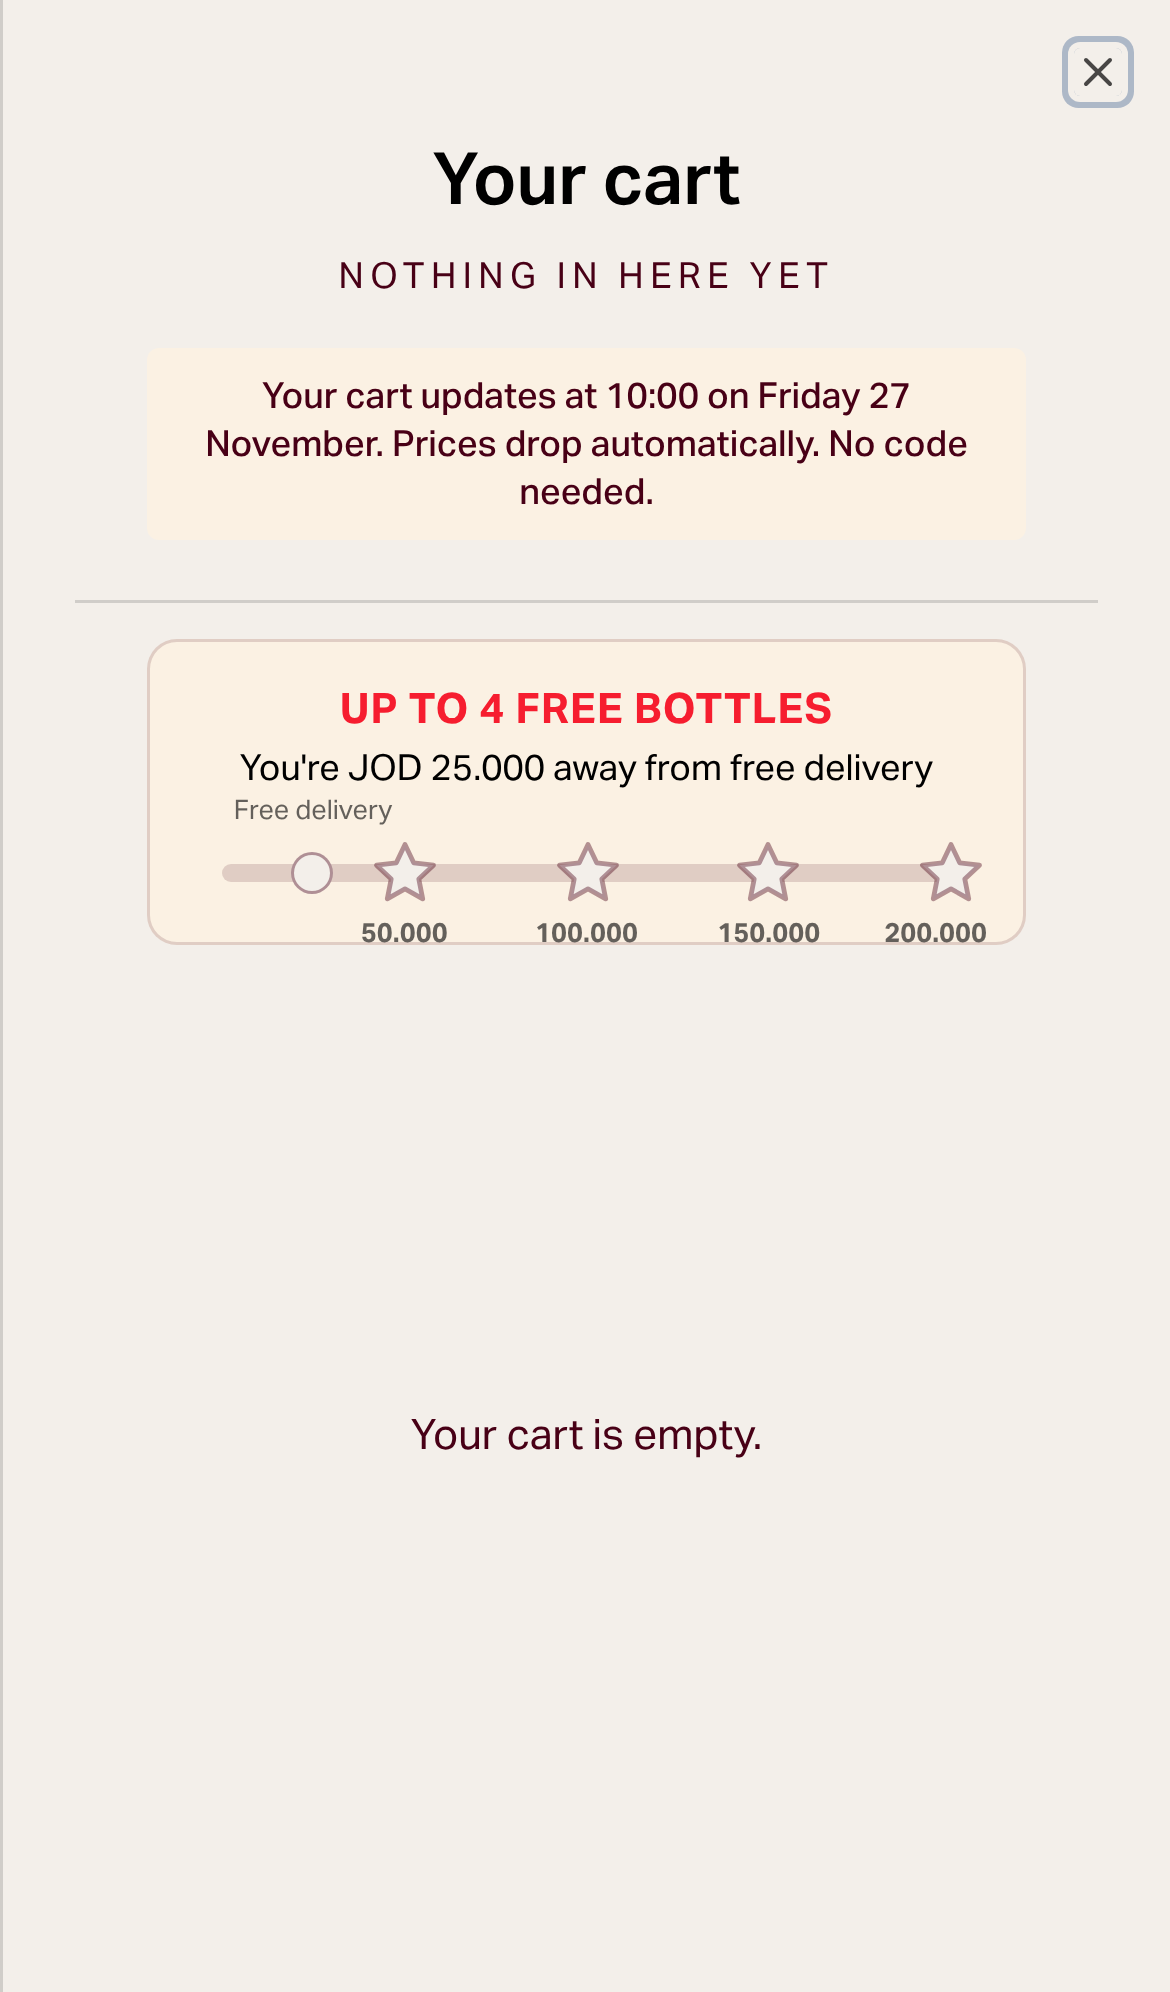 Your cart
NOTHING IN HERE YET
Your cart updates at 10:00 on Friday 27
November. Prices drop automatically. No code
needed.
UP TO 4 FREE BOTTLES
You're JOD 25.000 away from free delivery
Free delivery
50.000 100.000 150.000 200.000
Your cart is empty.